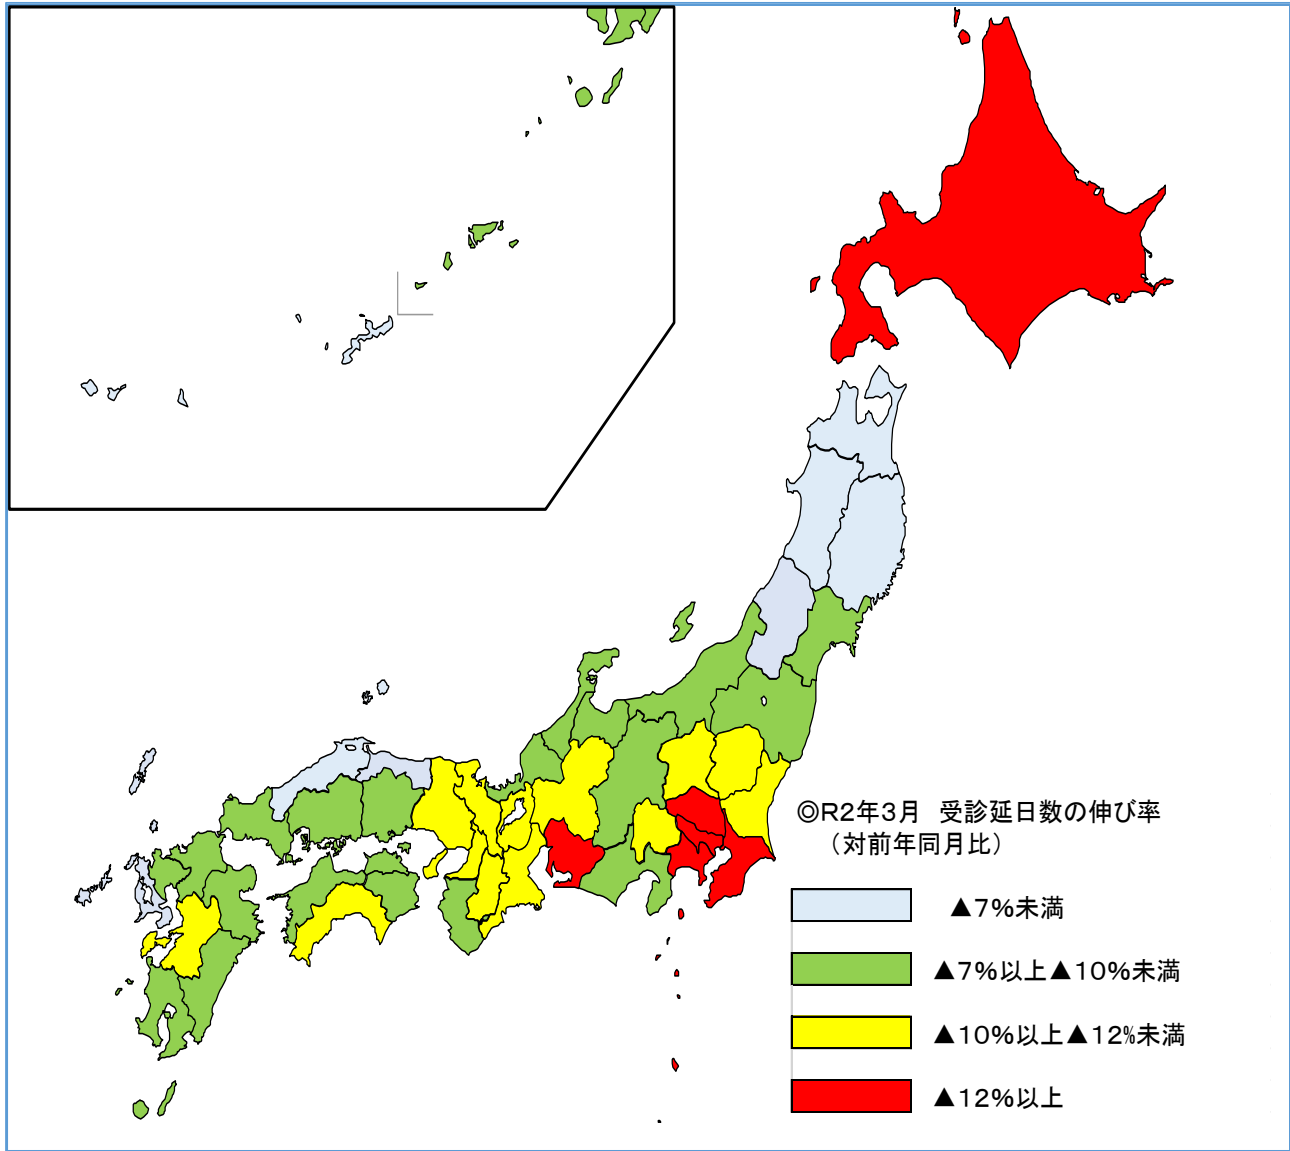 ◎R2年3月 受診延日数の伸び率
（対前年同月比）
▲7％未満
▲7％以上▲10％未満
▲10％以上▲12％未満
▲12％以上